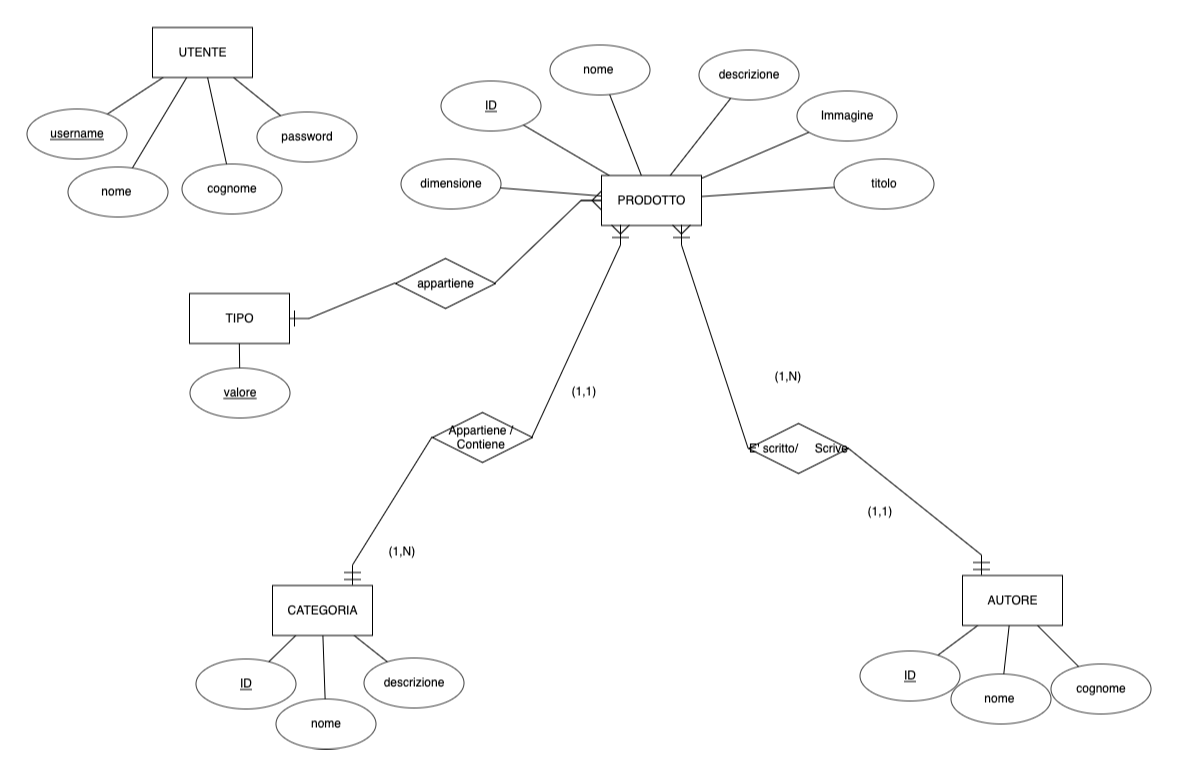 UTENTE
username
nome
cognome
password
ID
nome
descrizione
Immagine
dimensione
titolo
PRODOTTO
appartiene
TIPO
valore
(1,1)
(1,N)
Appartiene /
Contiene
E' scritto/ Scrive
(1,1)
(1,N)
CATEGORIA
ID
nome
descrizione
AUTORE
ID
nome
cognome